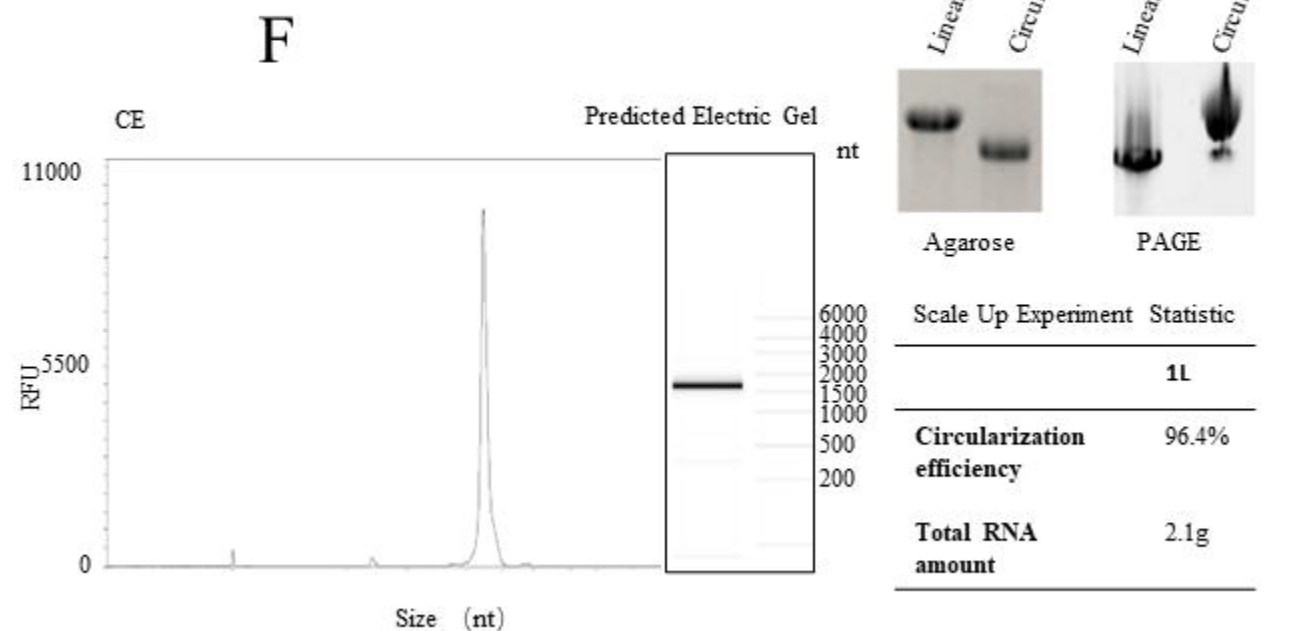 F
CE
Predicted Electric Gel
nt
11000
5500
0
RFU
Size (nt)
6000
4000
3000
2000
1500
1000
500
200
Agarose
PAGE
Scale Up Experiment Statistic
1L
Circularization
efficiency
96.4%
Total RNA
amount
2.1g